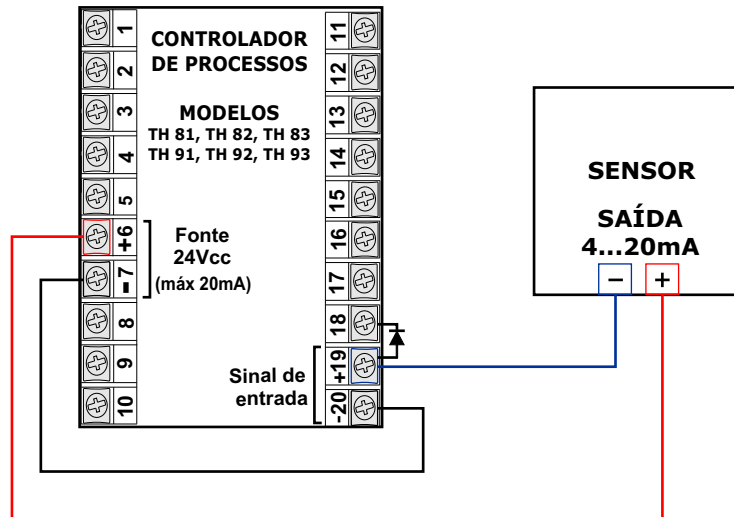 CONTROLADOR
DE PROCESSOS
MODELOS
TH 81, TH 82, TH 83
TH 91, TH 92, TH 93
1
2
3
4
5
+6
-7
8
9
10
Fonte
24Vcc
(máx 20mA)
11
12
13
14
15
16
17
18
+19
-20
Sinal de
entrada
SENSOR
SAÍDA
4...20mA
− +